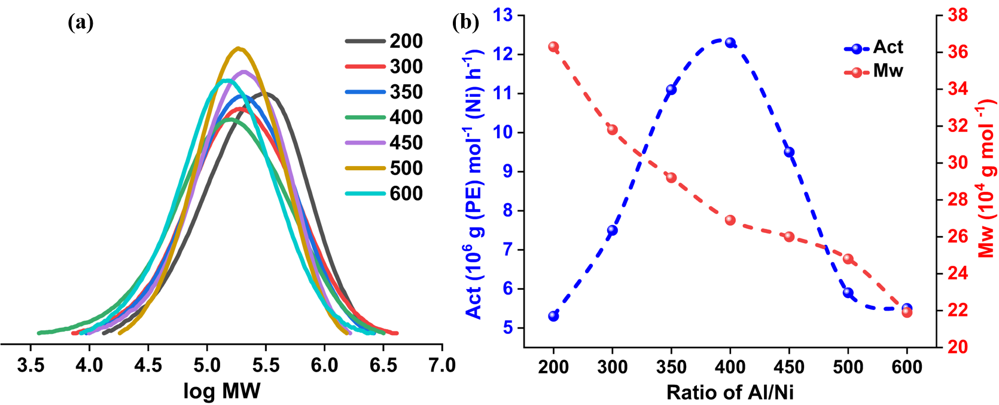 (a)
200
300
350
400
450
500
600
3.5 4.0 4.5 5.0 5.5 6.0 6.5 7.0
log MW
(b)
Act (10⁶ g (PE) mol⁻¹ (Ni) h⁻¹)
13
12
11
10
9
8
7
6
5
Act
Mw
38
36
34
32
30
28
26
24
22
20
Mw (10⁴ g mol ⁻¹)
200 300 350 400 450 500 600
Ratio of Al/Ni